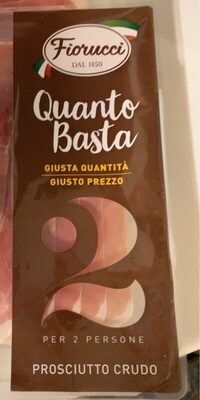 Fiorucci
DAL 1850
Quanto
Basta
GIUSTA QUANTITÀ
GIUSTO PREZZO
2
PER 2 PERSONE
PROSCIUTTO CRUDO